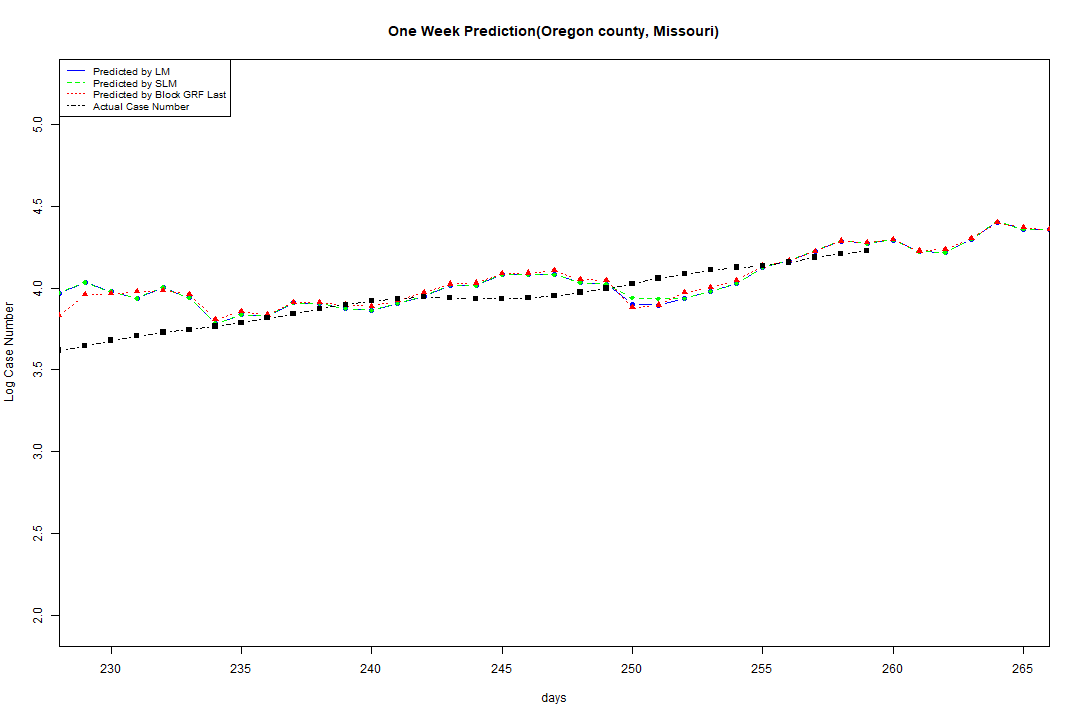 One Week Prediction(Oregon county, Missouri)
Predicted by LM
Predicted by SLM
Predicted by Block GRF Last
Actual Case Number
5.0
4.5
4.0
3.5
3.0
2.5
2.0
Log Case Number
230 235 240 245 250 255 260 265
days